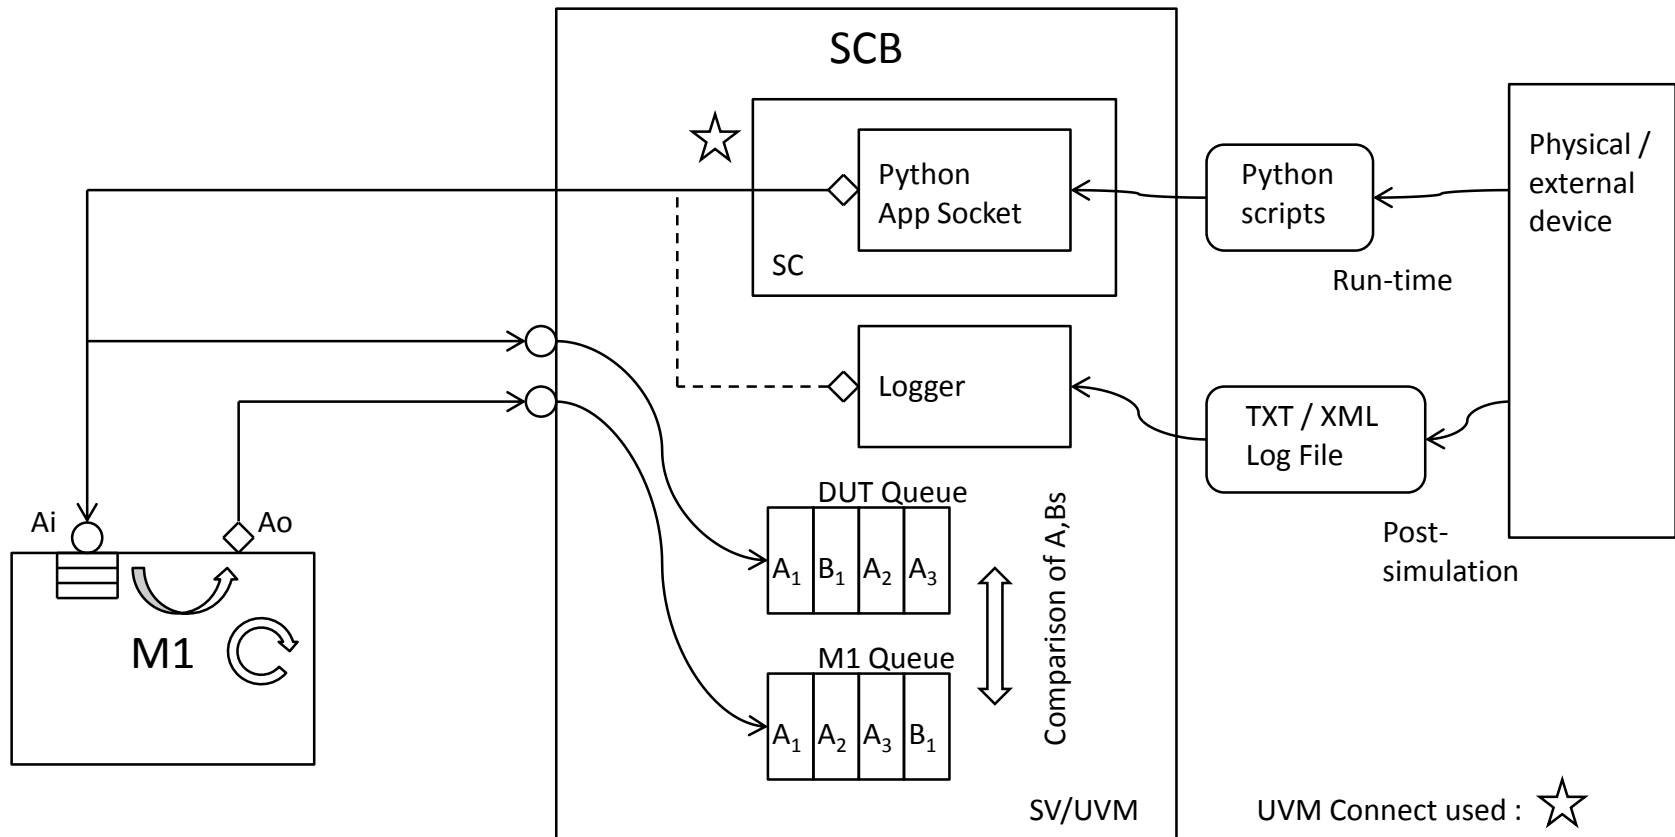 SCB
Python
App Socket
SC
Python
scripts
Physical /
external
device
Run-time
Logger
TXT / XML
Log File
Post-
simulation
Ai
Ao
M1
DUT Queue
A₁ B₁ A₂ A₃
M1 Queue
A₁ A₂ A₃ B₁
Comparison of A,Bs
SV/UVM
UVM Connect used :